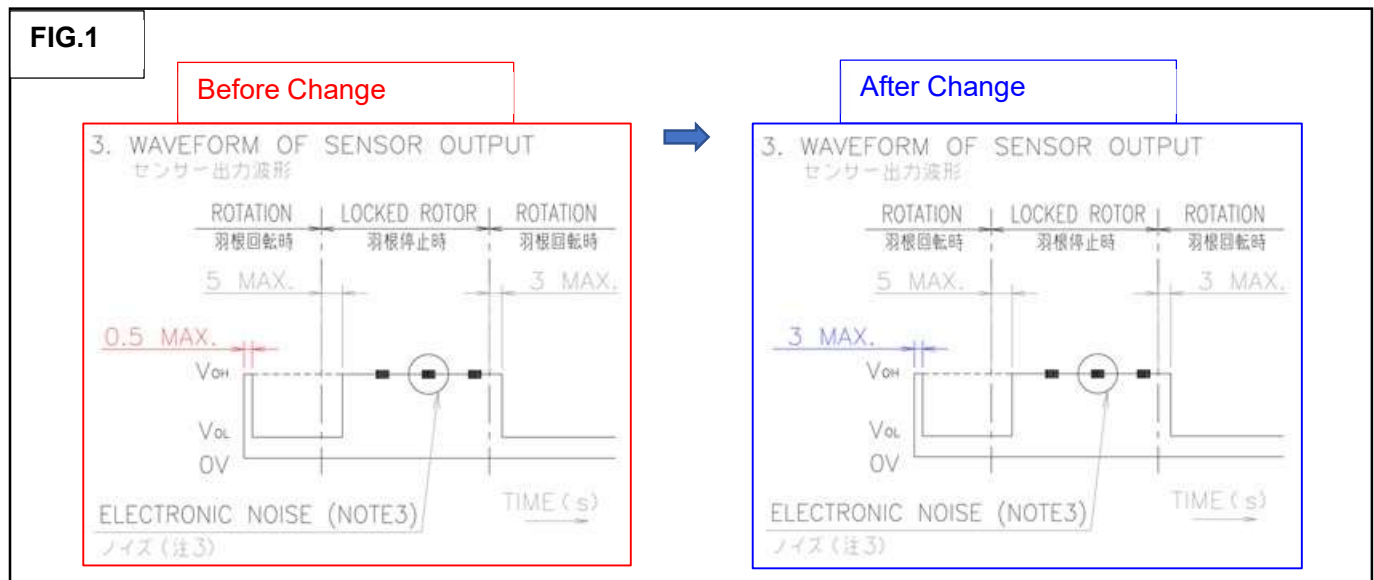 FIG.1
Before Change
3. WAVEFORM OF SENSOR OUTPUT
センサー出力波形
ROTATION LOCKED ROTOR ROTATION
羽根回転時 羽根停止時 羽根回転時
5 MAX. 3 MAX.
0.5 MAX.
VOH
VOL
0V
ELECTRONIC NOISE (NOTE3) TIME(s)
ノイズ(注3)
After Change
3. WAVEFORM OF SENSOR OUTPUT
センサー出力波形
ROTATION LOCKED ROTOR ROTATION
羽根回転時 羽根停止時 羽根回転時
5 MAX. 3 MAX.
3 MAX.
VOH
VOL
0V
ELECTRONIC NOISE (NOTE3) TIME(s)
ノイズ(注3)